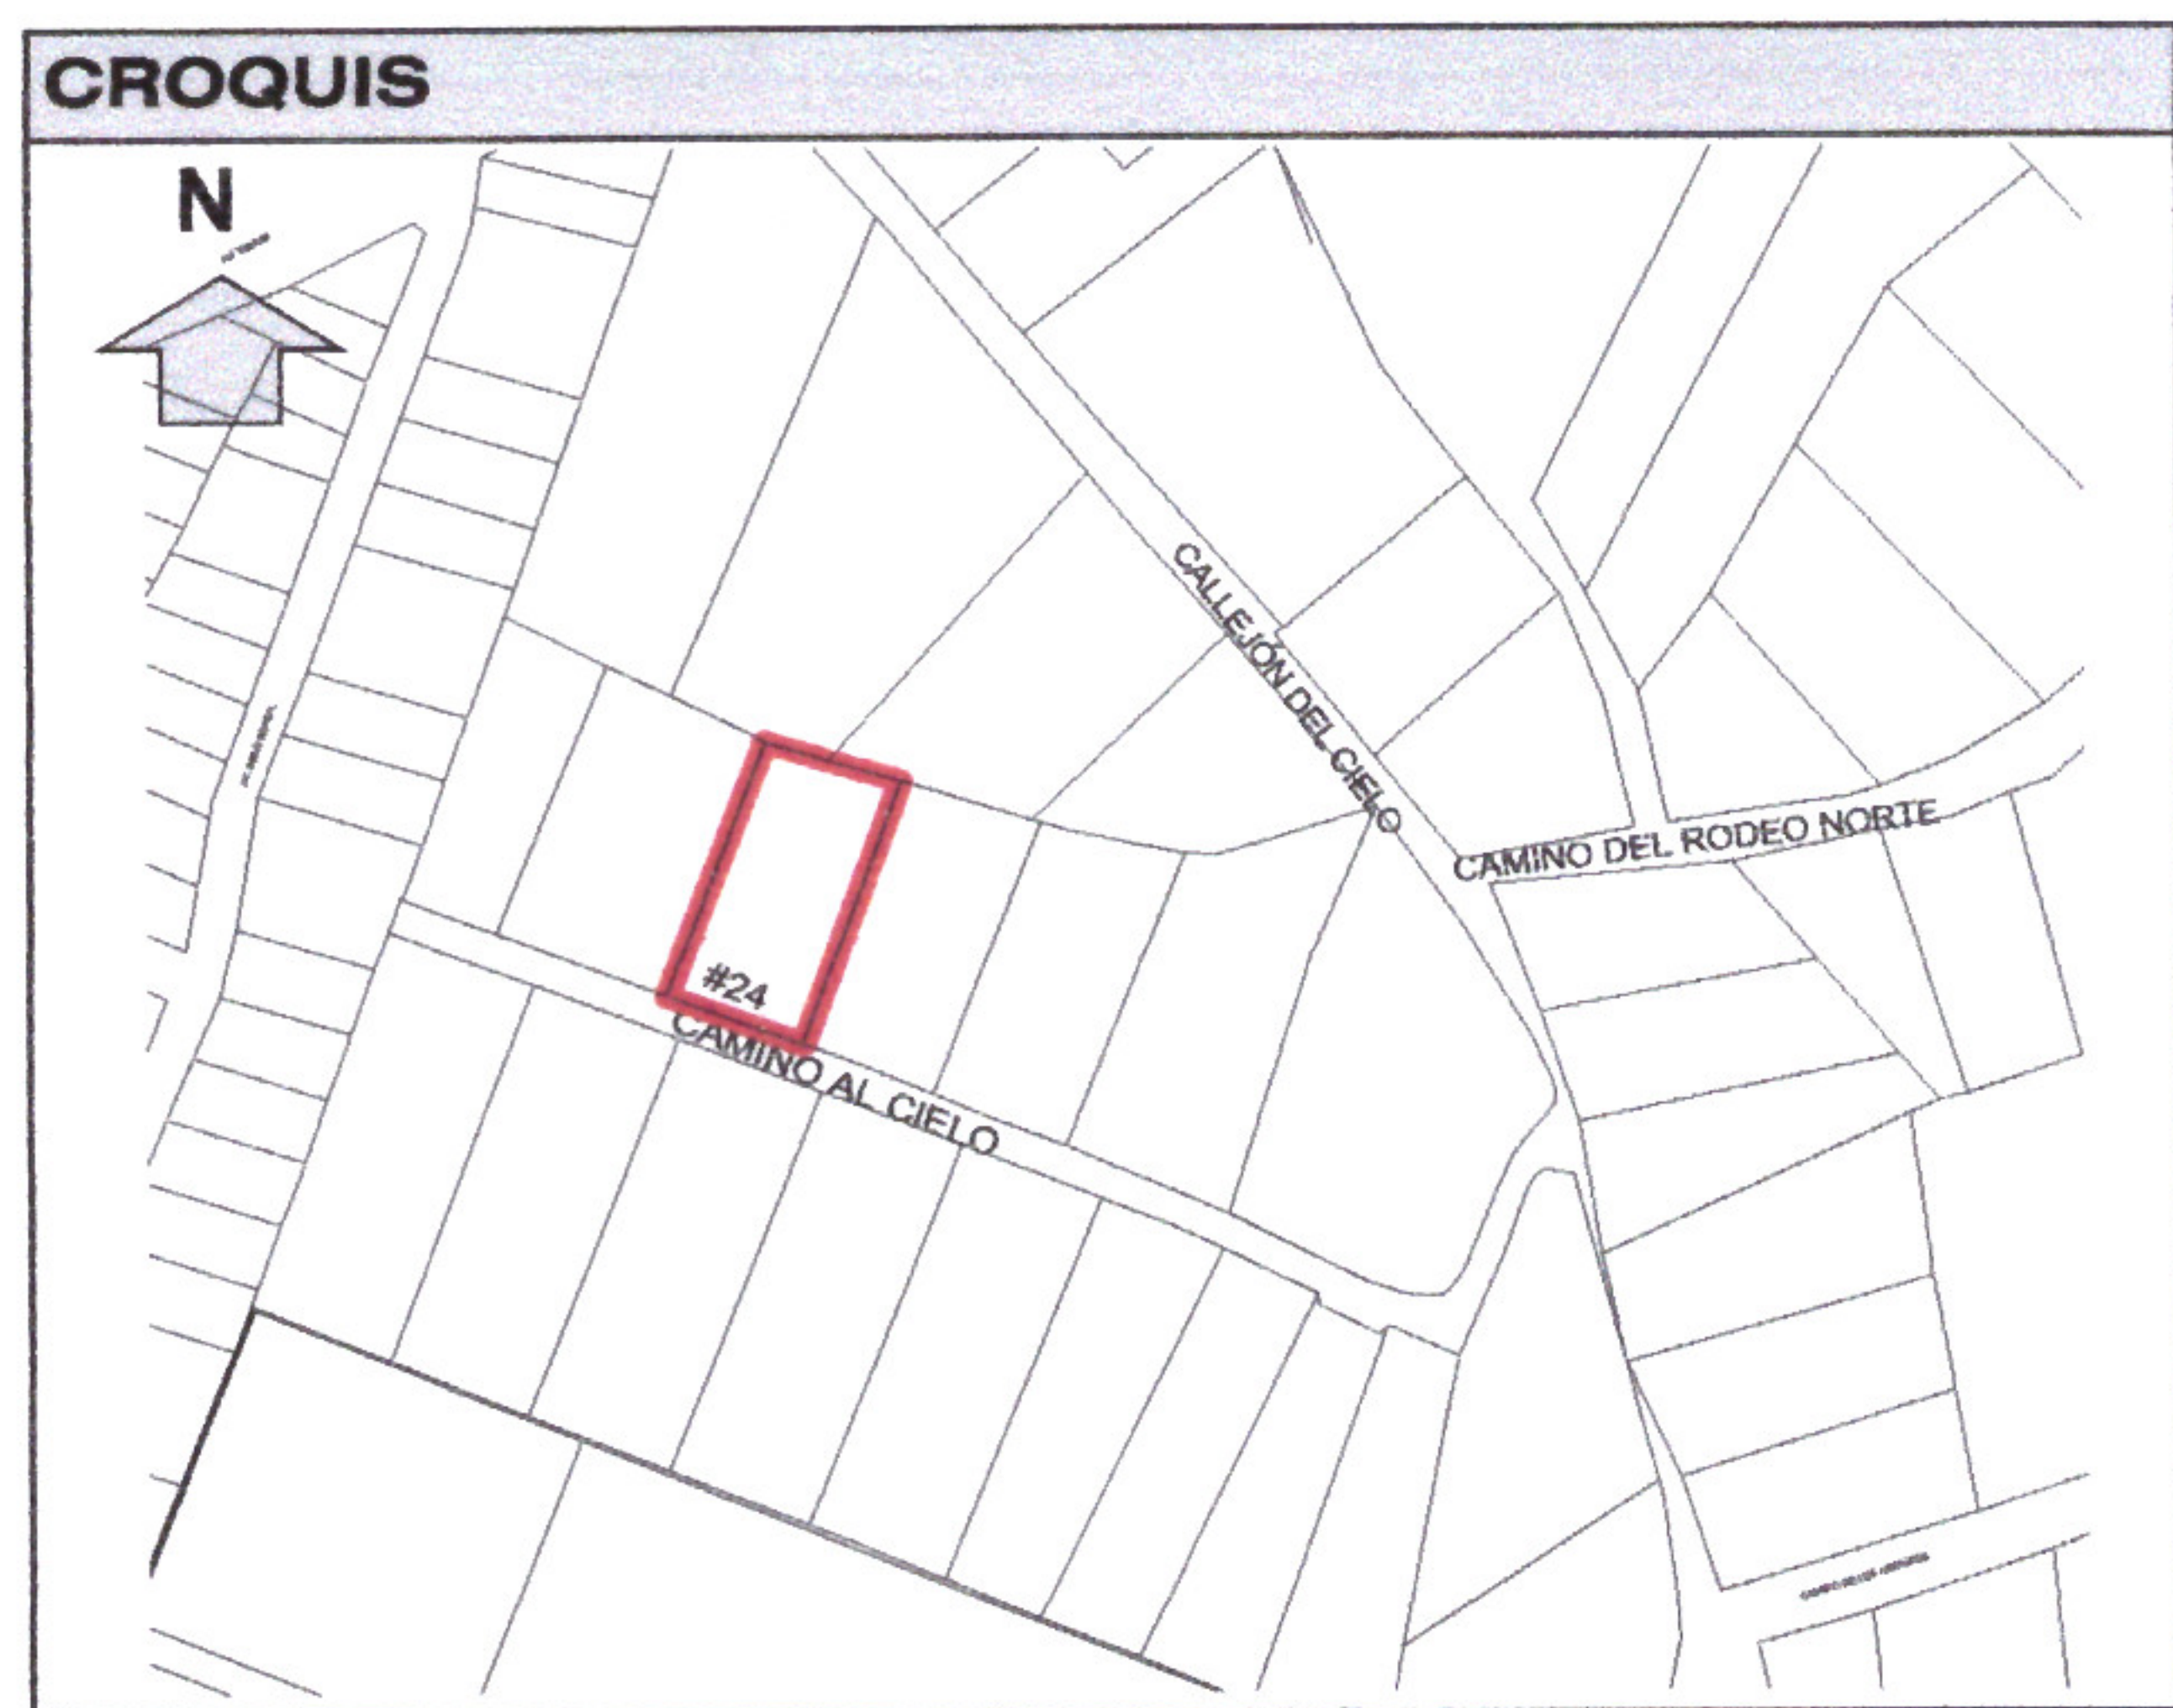 CROQUIS
N
CALLEJÓN DEL CIELO
CAMINO DEL RODEO NORTE
#24
CAMINO AL CIELO